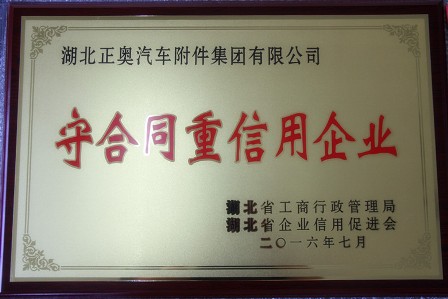 湖北正奥汽车附件集团有限公司
守合同重信用企业
湖北省工商行政管理局
湖北省企业信用促进会
二〇一六年七月